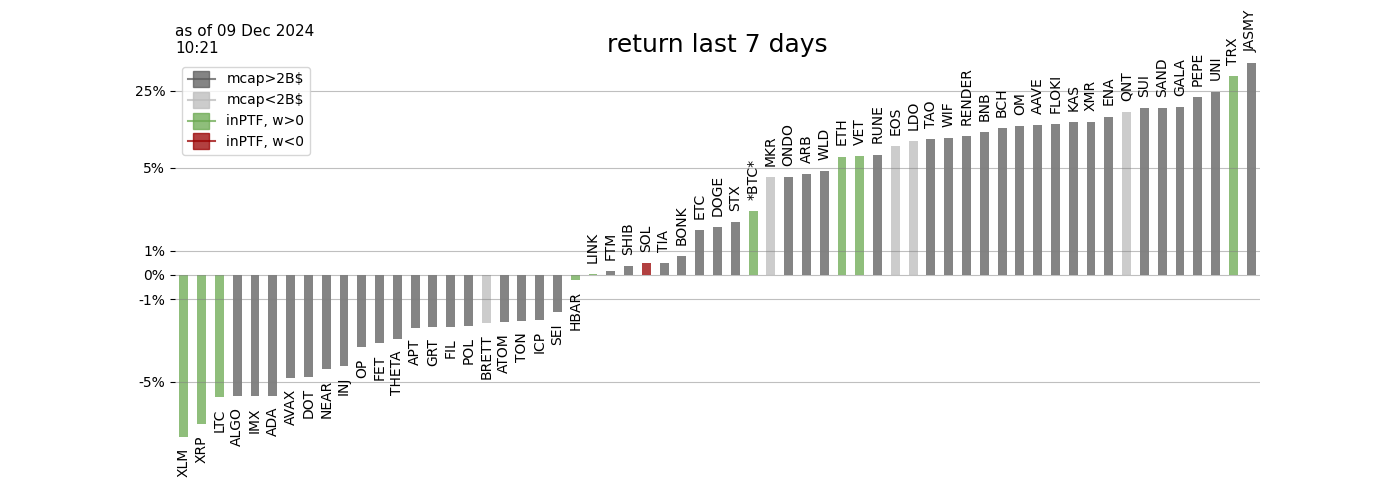 as of 09 Dec 2024
10:21
return last 7 days
mcap>2B$
mcap<2B$
inPTF, w>0
inPTF, w<0
25%
5%
1%
0%
-1%
-5%
XLM
XRP
LTC
ALGO
IMX
ADA
AVAX
DOT
NEAR
INJ
OP
FET
THETA
APT
GRT
FIL
POL
BRETT
ATOM
TON
ICP
SEI
HBAR
LINK
FTM
SHIB
SOL
TIA
BONK
ETC
DOGE
STX
*BTC*
MKR
ONDO
ARB
WLD
ETH
VET
RUNE
EOS
LDO
TAO
WIF
RENDER
BNB
BCH
OM
AAVE
FLOKI
KAS
XMR
ENA
QNT
SUI
SAND
GALA
PEPE
UNI
TRX
JASMY